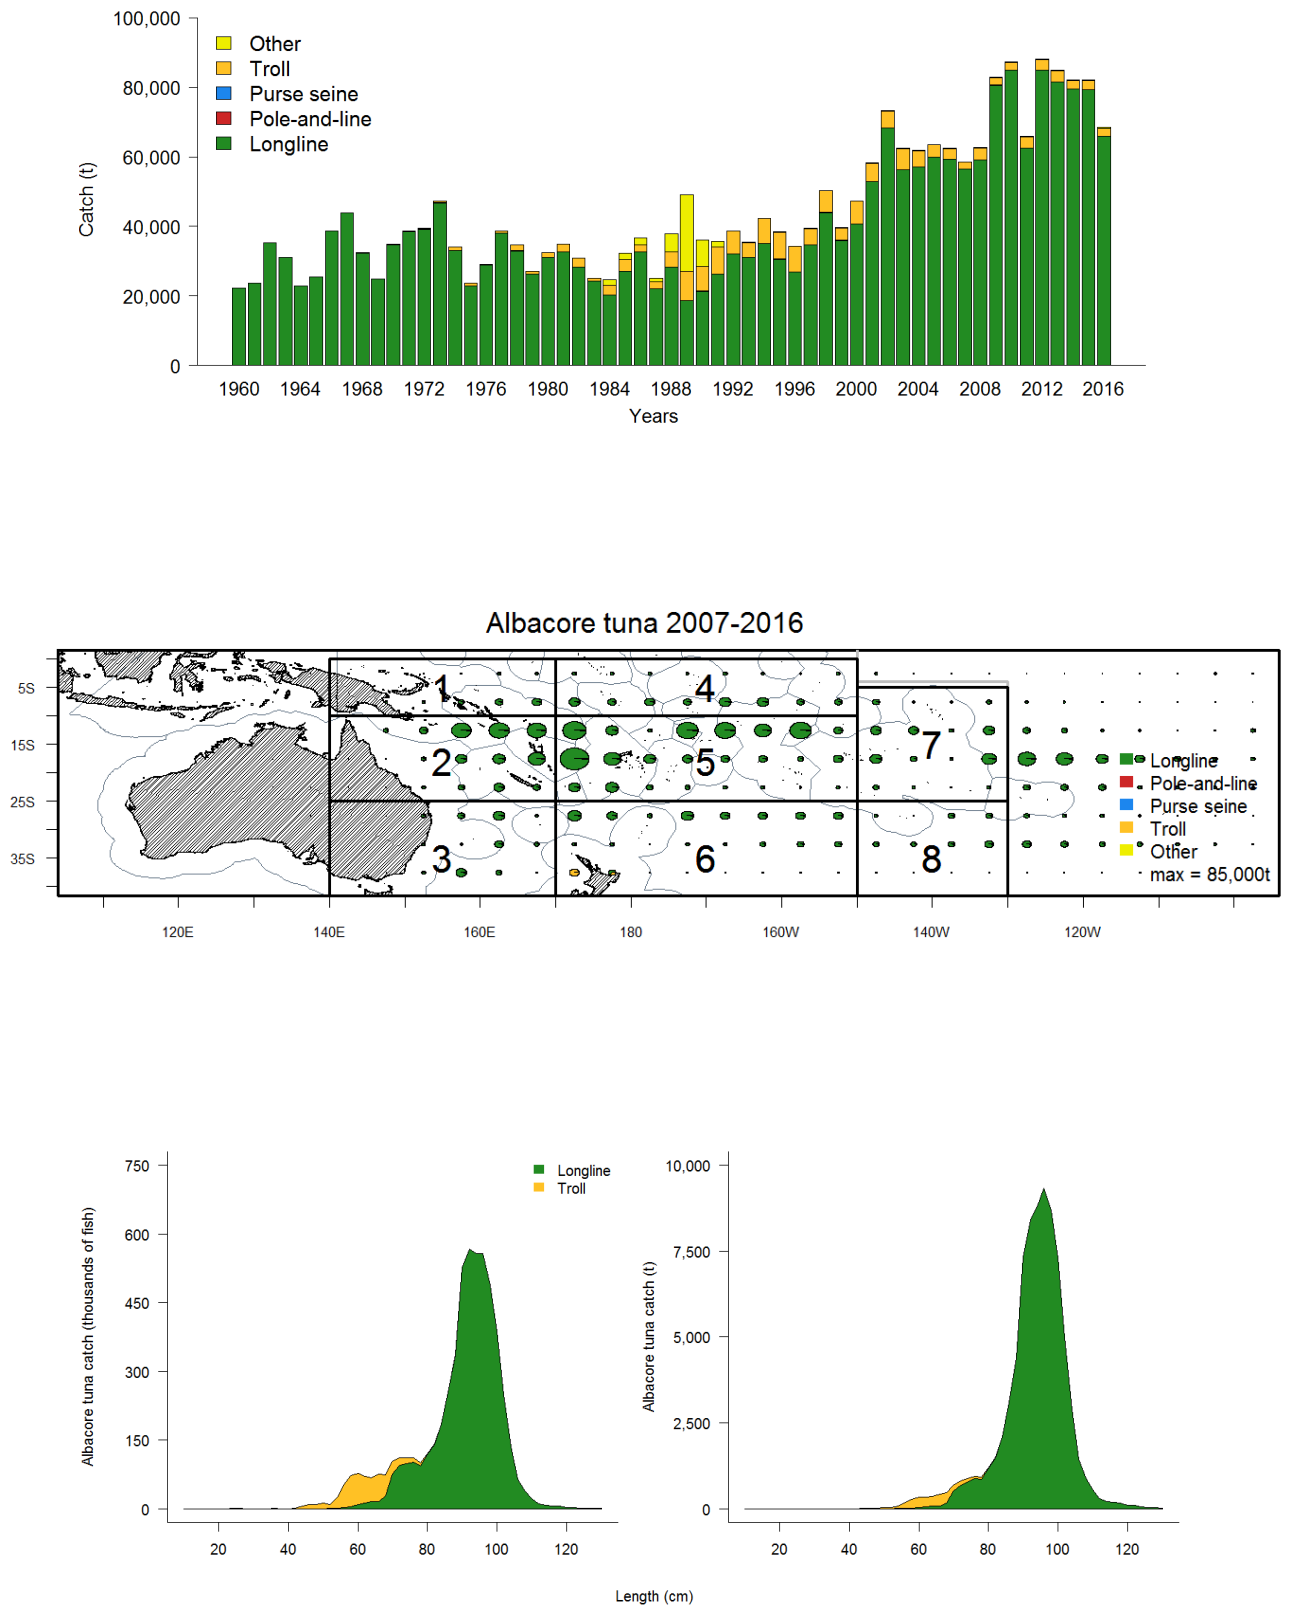 100,000
80,000
60,000
40,000
20,000
0
Catch (t)
Other
Troll
Purse seine
Pole-and-line
Longline
1960 1964 1968 1972 1976 1980 1984 1988 1992 1996 2000 2004 2008 2012 2016
Years
Albacore tuna 2007-2016
5S
15S
25S
35S
1 4
7
2 5
3 6 8
Longline
Pole-and-line
Purse seine
Troll
Other
max = 85,000t
120E 140E 160E 180 160W 140W 120W
Albacore tuna catch (thousands of fish)
750
600
450
300
150
0
Longline
Troll
20 40 60 80 100 120
Albacore tuna catch (t)
10,000
7,500
5,000
2,500
0
20 40 60 80 100 120
Length (cm)